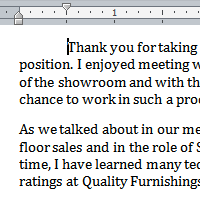 1
Thank you for taking
position. I enjoyed meeting
of the showroom and with th
chance to work in such a pro
As we talked about in our me
floor sales and in the role of S
time, I have learned many tec
ratings at Quality Furnishings